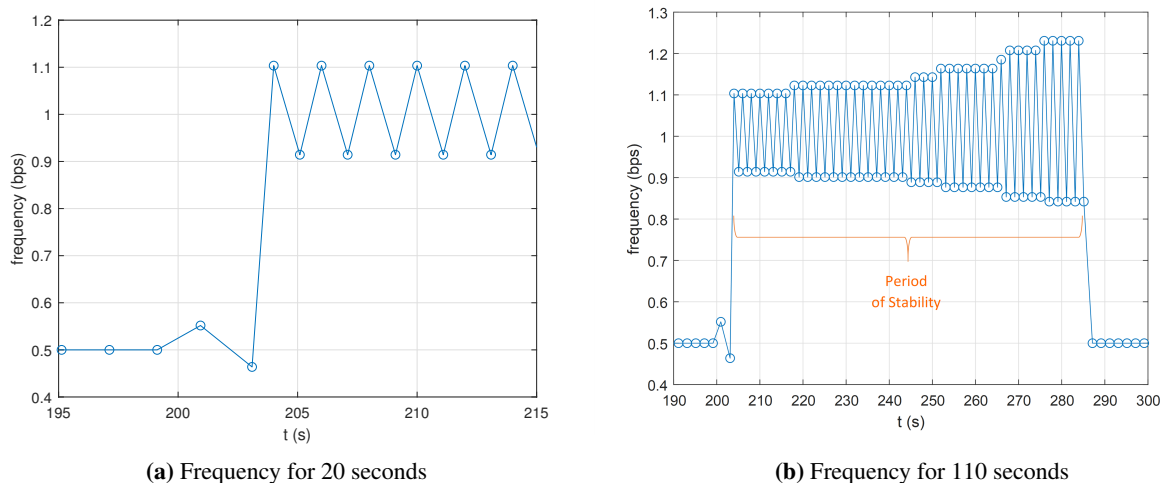 1.2
1.1
1
0.9
0.8
0.7
0.6
0.5
0.4
frequency (bps)
195 200 205 210 215
t (s)
(a) Frequency for 20 seconds
1.3
1.2
1.1
1
0.9
0.8
0.7
0.6
0.5
0.4
frequency (bps)
Period
of Stability
190 200 210 220 230 240 250 260 270 280 290 300
t (s)
(b) Frequency for 110 seconds